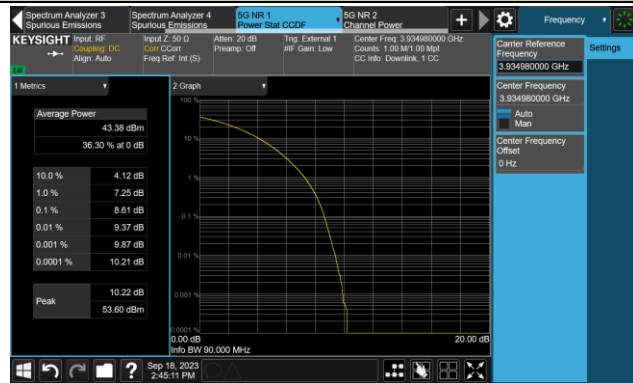 Spectrum Analyzer 3
Spurious Emissions
Spectrum Analyzer 4
Spurious Emissions
5G NR 1
Power Stat CCDF
5G NR 2
Channel Power
Frequency
KEYSIGHT
Input: RF
Coupling: DC
Align: Auto
Input Z: 50 Ω
Corr CCorr
Freq Ref: Int (S)
Atten: 20 dB
Preamp: Off
Trig: External 1
#IF Gain: Low
Center Freq: 3.934980000 GHz
Counts: 1.00 M/1.00 Mpt
CC Info: Downlink, 1 CC
1 Metrics
Average Power
43.38 dBm
36.30 % at 0 dB
10.0 % 4.12 dB
1.0 % 7.25 dB
0.1 % 8.61 dB
0.01 % 9.37 dB
0.001 % 9.87 dB
0.0001 % 10.21 dB
Peak
10.22 dB
53.60 dBm
2 Graph
100 %
10 %
1 %
0.1 %
0.01 %
0.001 %
0.0001 %
0.00 dB 20.00 dB
Info BW 90.000 MHz
Carrier Reference
Frequency
3.934980000 GHz
Center Frequency
3.934980000 GHz
Auto
Man
Center Frequency
Offset
0 Hz
Settings
Sep 18, 2023
2:45:11 PM